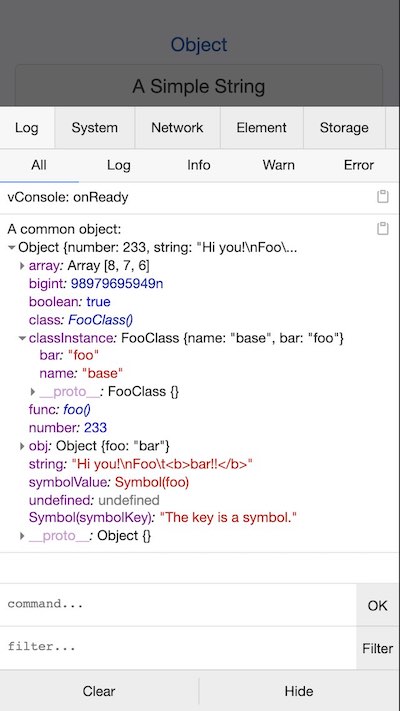 Object
A Simple String
Log System Network Element Storage
All Log Info Warn Error
vConsole: onReady
A common object:
Object {number: 233, string: "Hi you!\nFoo\...
array: Array [8, 7, 6]
bigint: 98979695949n
boolean: true
class: FooClass()
classInstance: FooClass {name: "base", bar: "foo"}
bar: "foo"
name: "base"
__proto__: FooClass {}
func: foo()
number: 233
obj: Object {foo: "bar"}
string: "Hi you!\nFoo\t<b>bar!!</b>"
symbolValue: Symbol(foo)
undefined: undefined
Symbol(symbolKey): "The key is a symbol."
__proto__: Object {}
command... OK
filter... Filter
Clear Hide